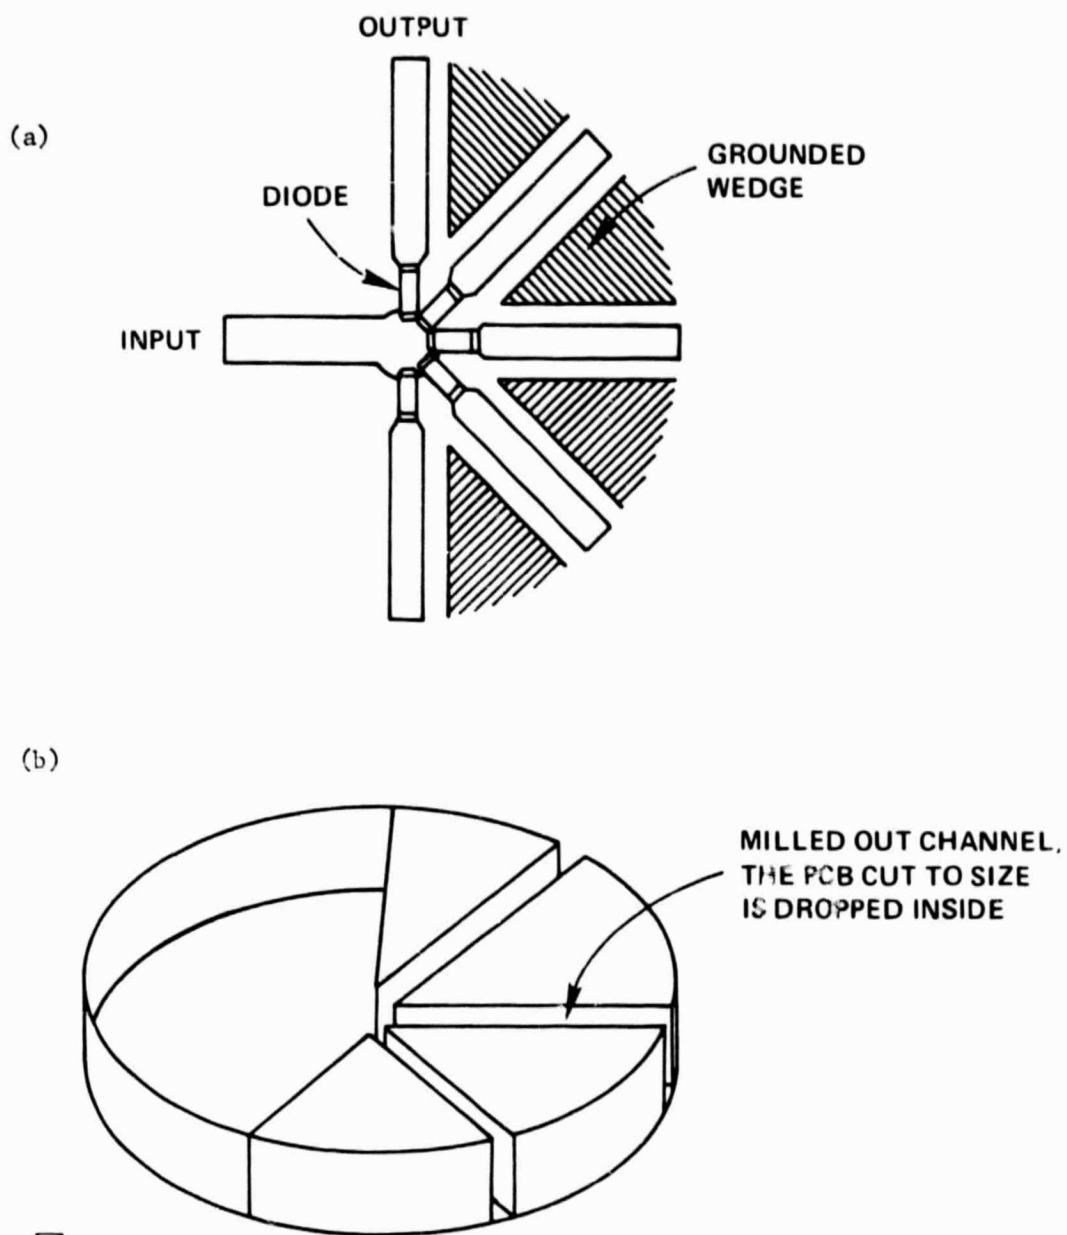 (a)
OUTPUT
DIODE
GROUNDED
WEDGE
INPUT
(b)
MILLED OUT CHANNEL,
THE PCB CUT TO SIZE
IS DROPPED INSIDE